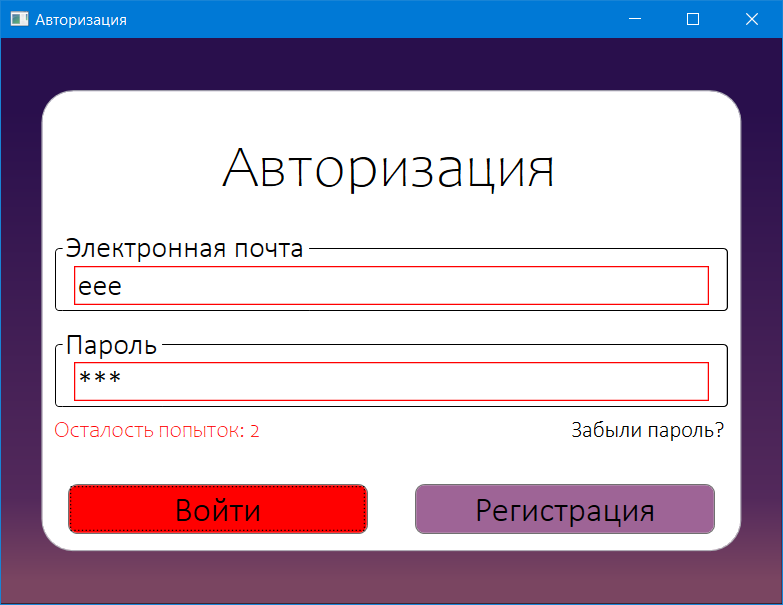 Авторизация
Авторизация
Электронная почта
eee
Пароль
***
Осталость попыток: 2
Забыли пароль?
Войти
Регистрация